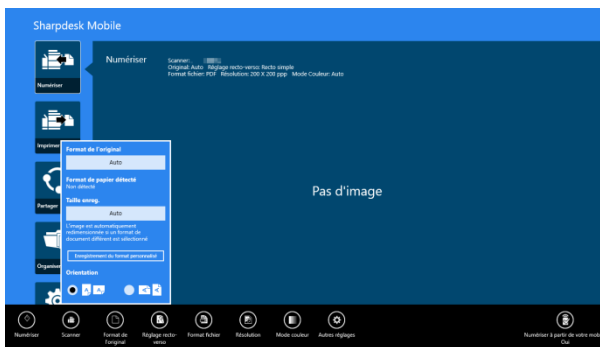 Sharpdesk Mobile
Numériser
Numériser
Scanner:
Original: Auto Réglage recto-verso: Recto simple
Format fichier: PDF Résolution: 200 X 200 ppp Mode Couleur: Auto
Imprimer
Partager
Organiser
Format de l'original
Auto
Format de papier détecté
Non détecté
Taille enreg.
Auto
L'image est automatiquement
redimensionnée si un format de
document différent est sélectionné
Enregistrement du format personnalisé
Orientation
Pas d'image
Numériser
Scanner
Format de
l'original
Réglage recto-
verso
Format fichier
Résolution
Mode couleur
Autres réglages
Numériser à partir de votre mob
Oui